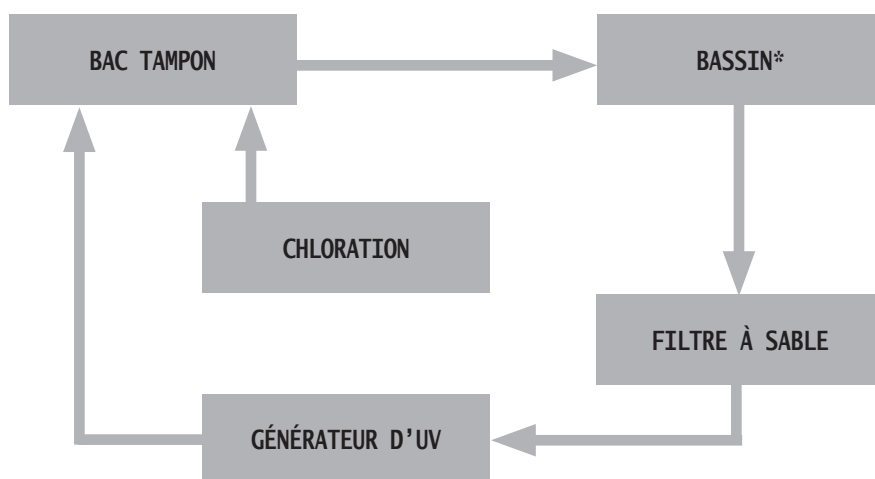 BAC TAMPON
BASSIN*
CHLORATION
FILTRE À SABLE
GÉNÉRATEUR D'UV